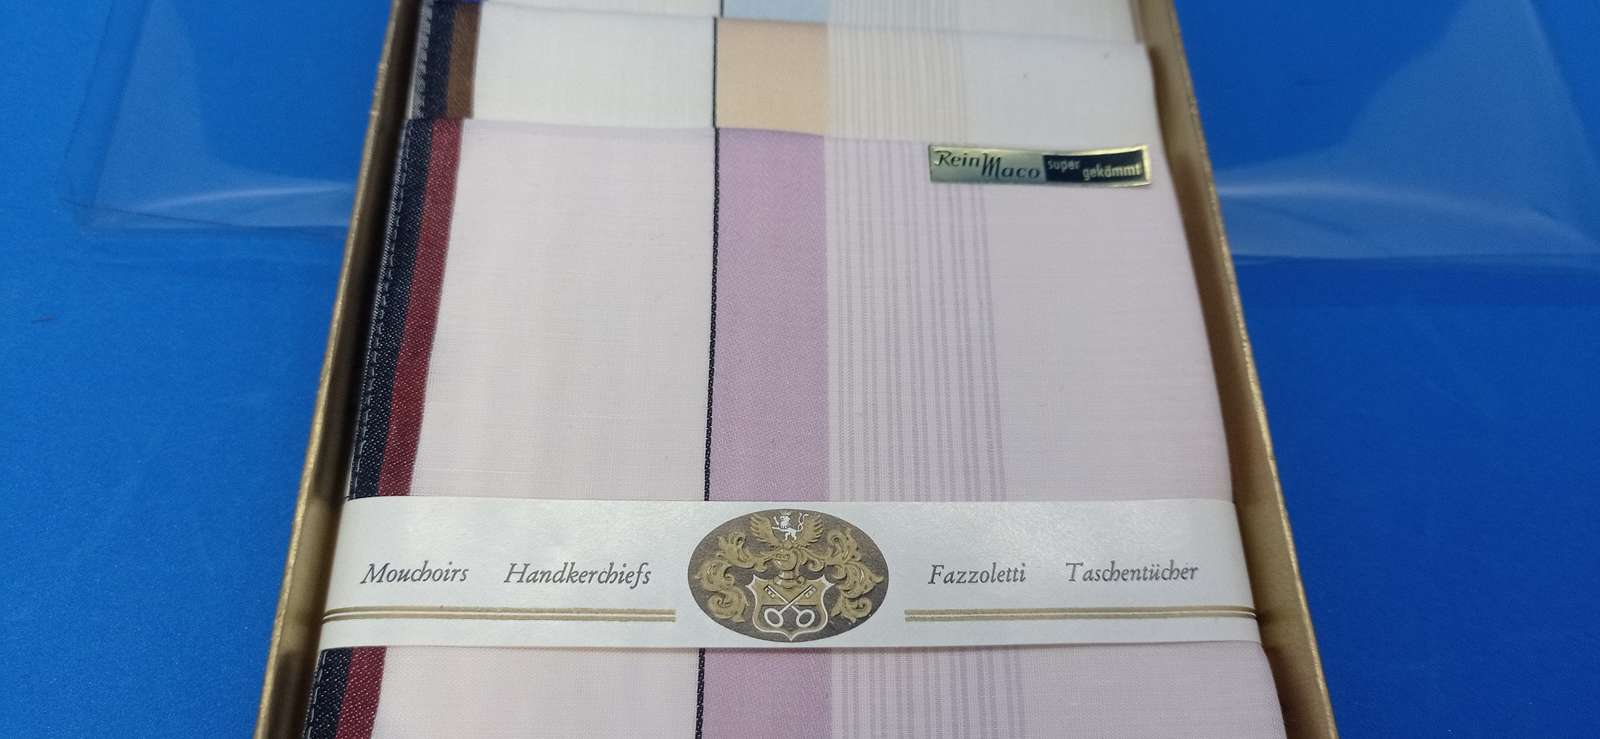 Rein Maco super gekämmt
Mouchoirs Handkerchiefs Fazzoletti Taschentücher